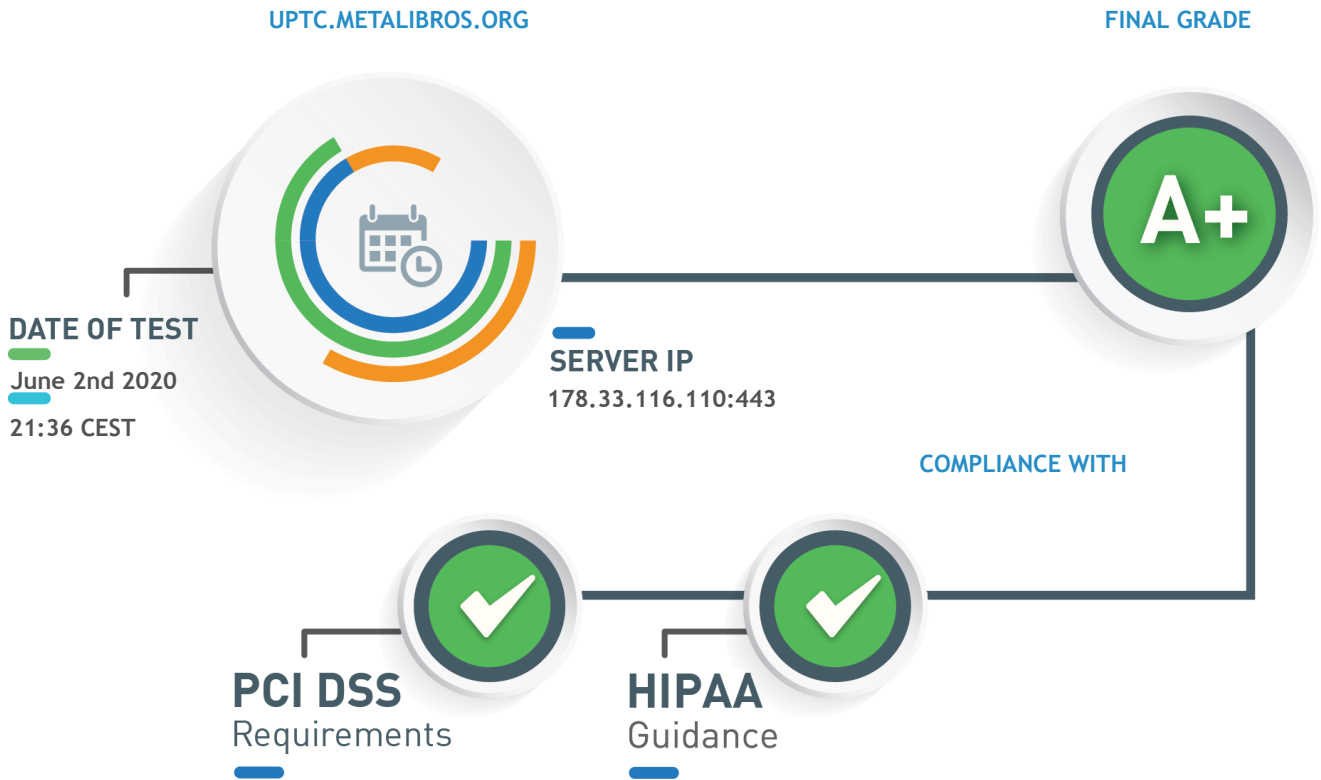 UPTC.METALIBROS.ORG
FINAL GRADE
A+
DATE OF TEST
June 2nd 2020
21:36 CEST
SERVER IP
178.33.116.110:443
COMPLIANCE WITH
PCI DSS
Requirements
HIPAA
Guidance